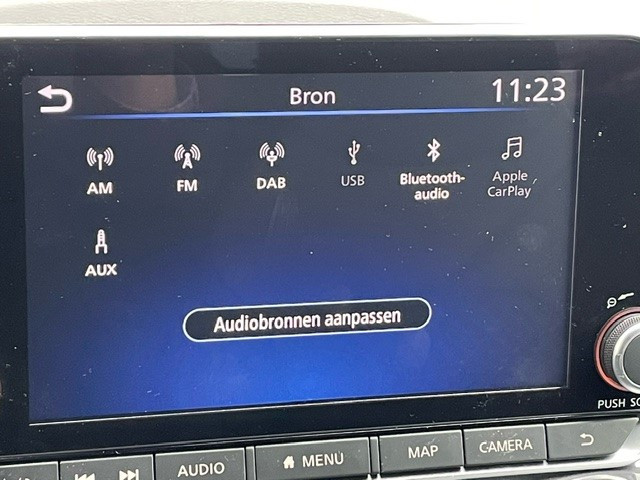 Bron
11:23
AM
FM
DAB
USB
Bluetooth-
audio
Apple
CarPlay
AUX
Audiobronnen aanpassen
PUSH
AUDIO
MENU
MAP
CAMERA